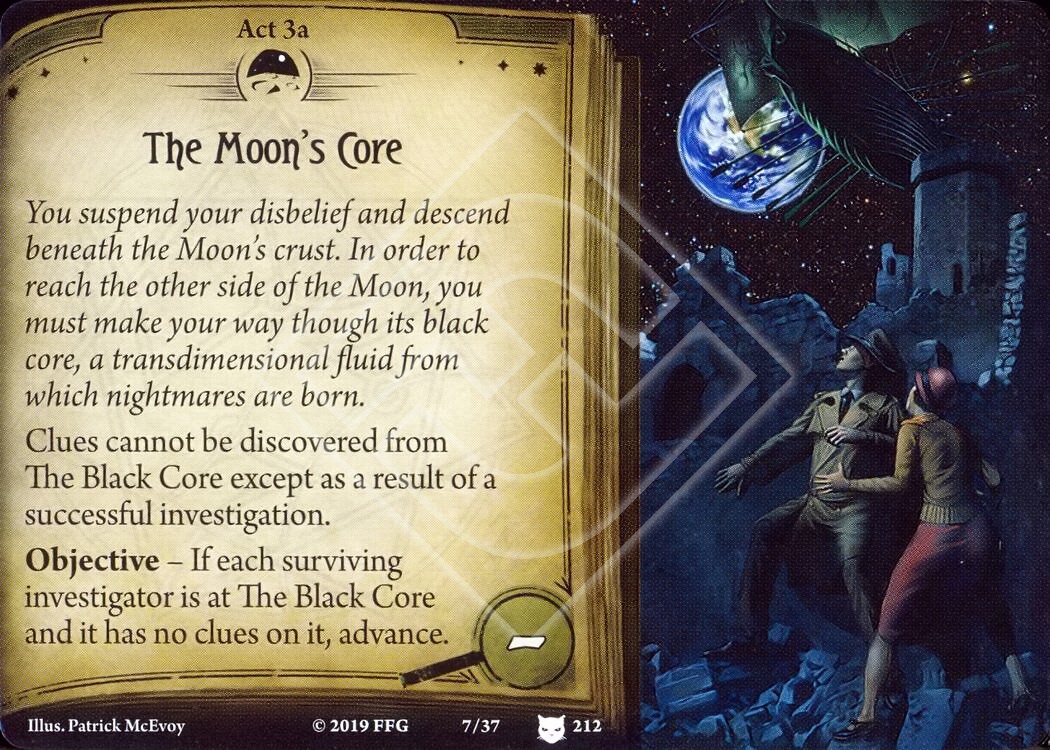 Act 3a
The Moon's Core
You suspend your disbelief and descend
beneath the Moon's crust. In order to
reach the other side of the Moon, you
must make your way though its black
core, a transdimensional fluid from
which nightmares are born.
Clues cannot be discovered from
The Black Core except as a result of a
successful investigation.
Objective – If each surviving
investigator is at The Black Core
and it has no clues on it, advance.
-
Illus. Patrick McEvoy © 2019 FFG 7/37 212